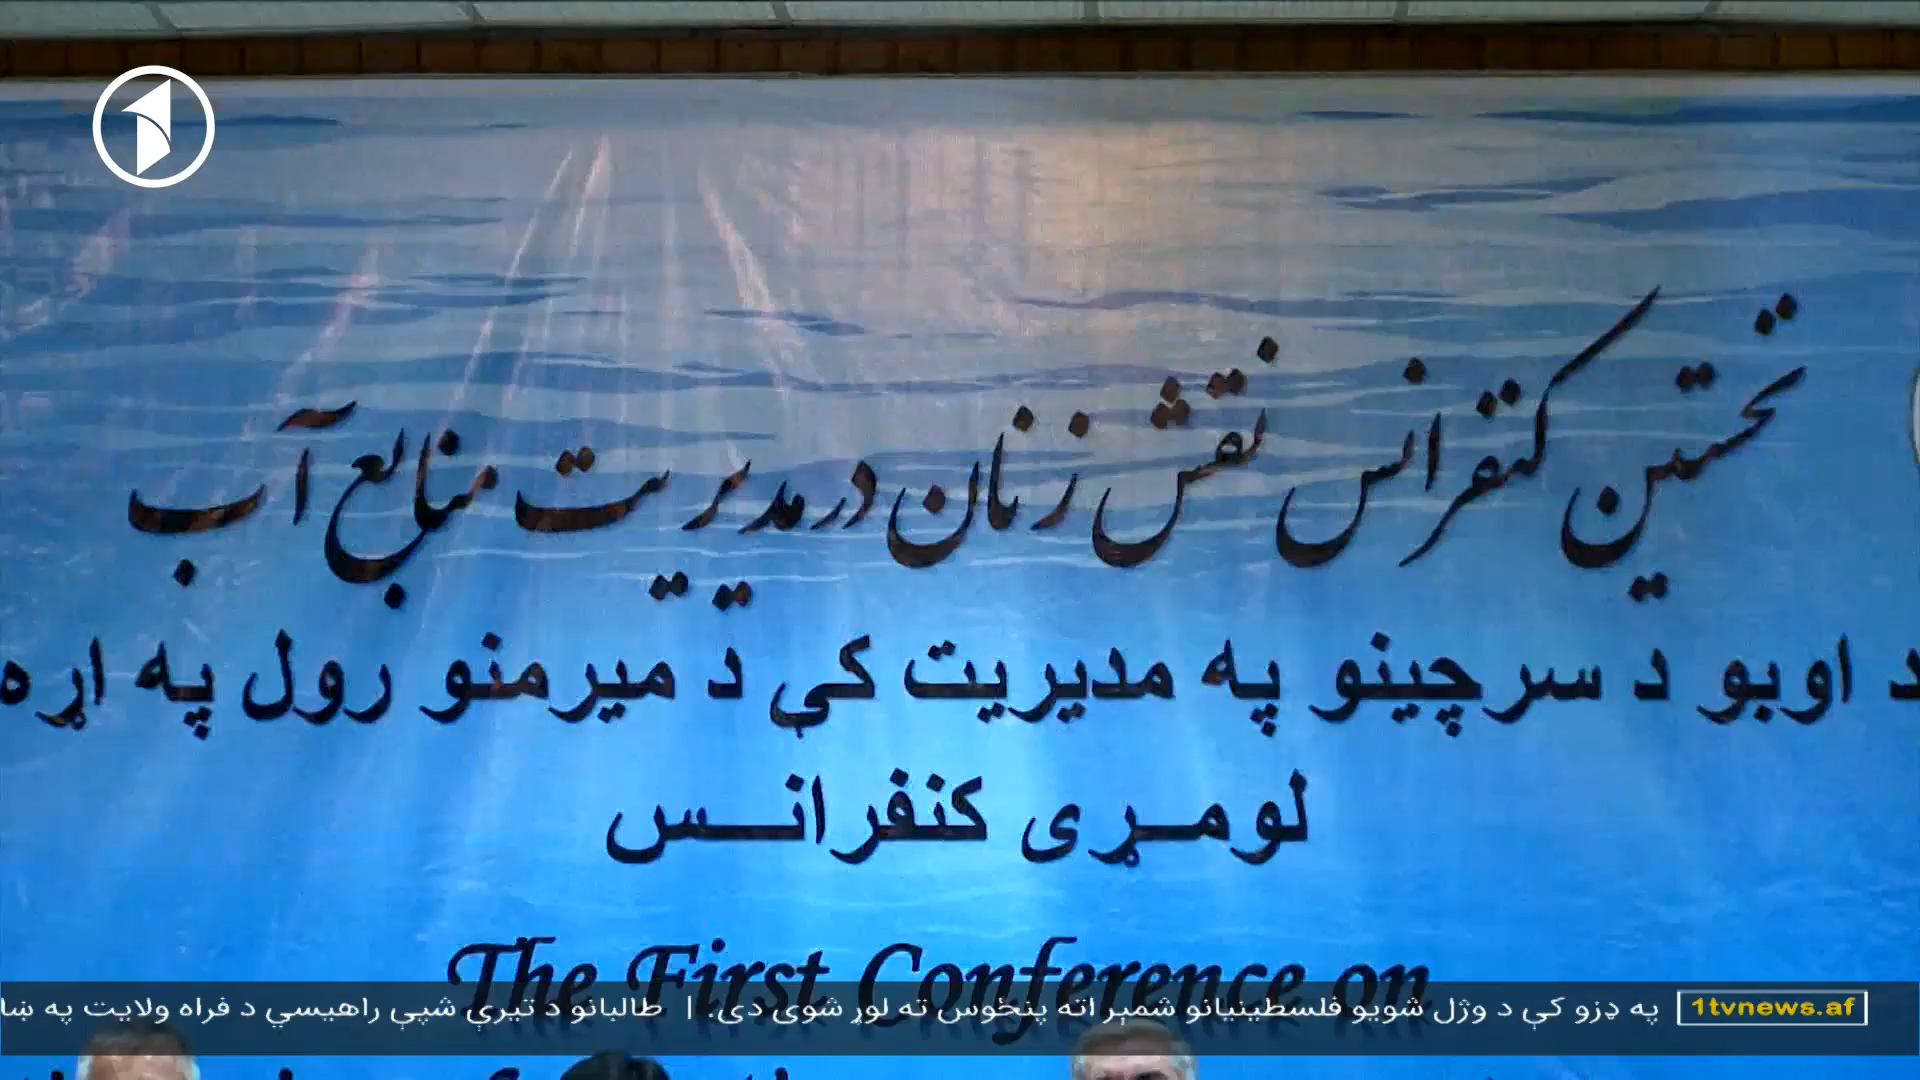 نخستین کنفرانس نقش زنان در مدیریت منابع آب
د اوبو د سرچینو په مدیریت کې د میرمنو رول په اړه
لومړی کنفرانس
The First Conference on
په ډزو کې د وژل شویو فلسطینیانو شمېر اته پنځوس ته لوړ شوی دی. | طالبانو د تېرې شپې راهیسې د فراه ولایت په ښا
1tvnews.af